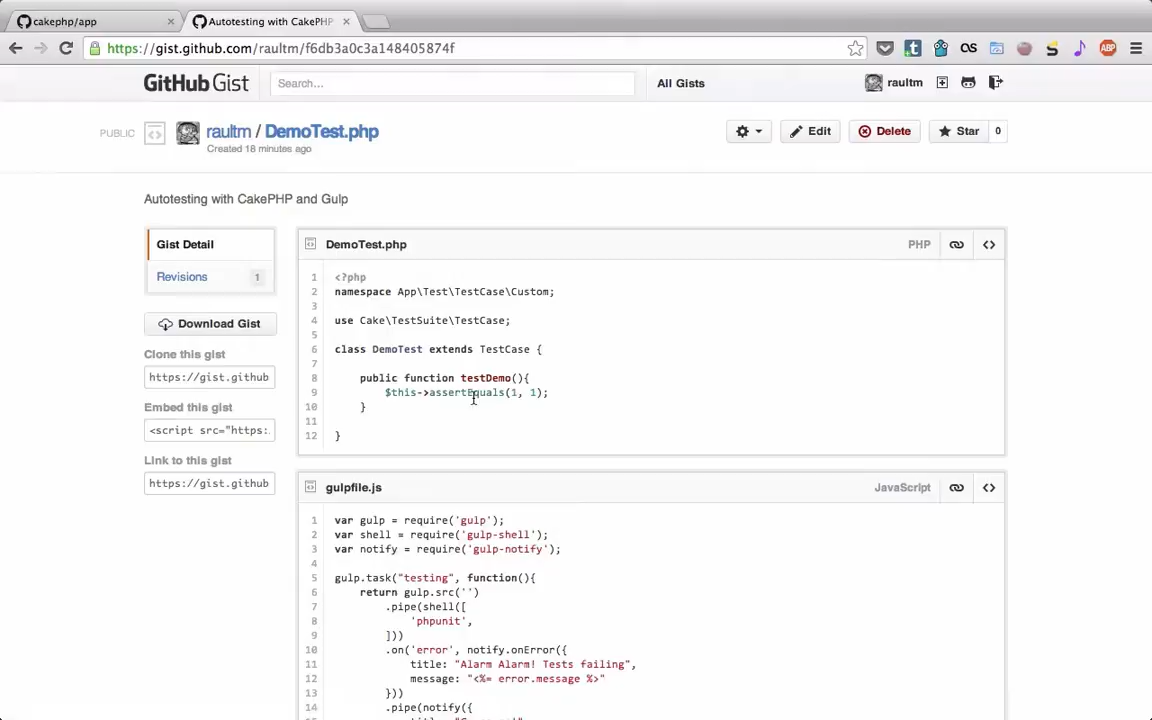 cakephp/app
Autotesting with CakePHP
https://gist.github.com/raultm/f6db3a0c3a148405874f
GitHub Gist
Search...
All Gists
raultm
PUBLIC
raultm / DemoTest.php
Created 18 minutes ago
Edit
Delete
Star
0
Autotesting with CakePHP and Gulp
Gist Detail
Revisions 1
Download Gist
Clone this gist
https://gist.github
Embed this gist
<script src="https:.
Link to this gist
https://gist.github
DemoTest.php
PHP
1 <?php
2 namespace App\Test\TestCase\Custom;
3
4 use Cake\TestSuite\TestCase;
5
6 class DemoTest extends TestCase {
7
8 public function testDemo(){
9 $this->assertEquals(1, 1);
10 }
11
12 }
gulpfile.js
JavaScript
1 var gulp = require('gulp');
2 var shell = require('gulp-shell');
3 var notify = require('gulp-notify');
4
5 gulp.task("testing", function(){
6 return gulp.src('')
7 .pipe(shell([
8 'phpunit',
9 ]))
10 .on('error', notify.onError({
11 title: "Alarm Alarm! Tests failing",
12 message: "<%= error.message %>"
13 }))
14 .pipe(notify({